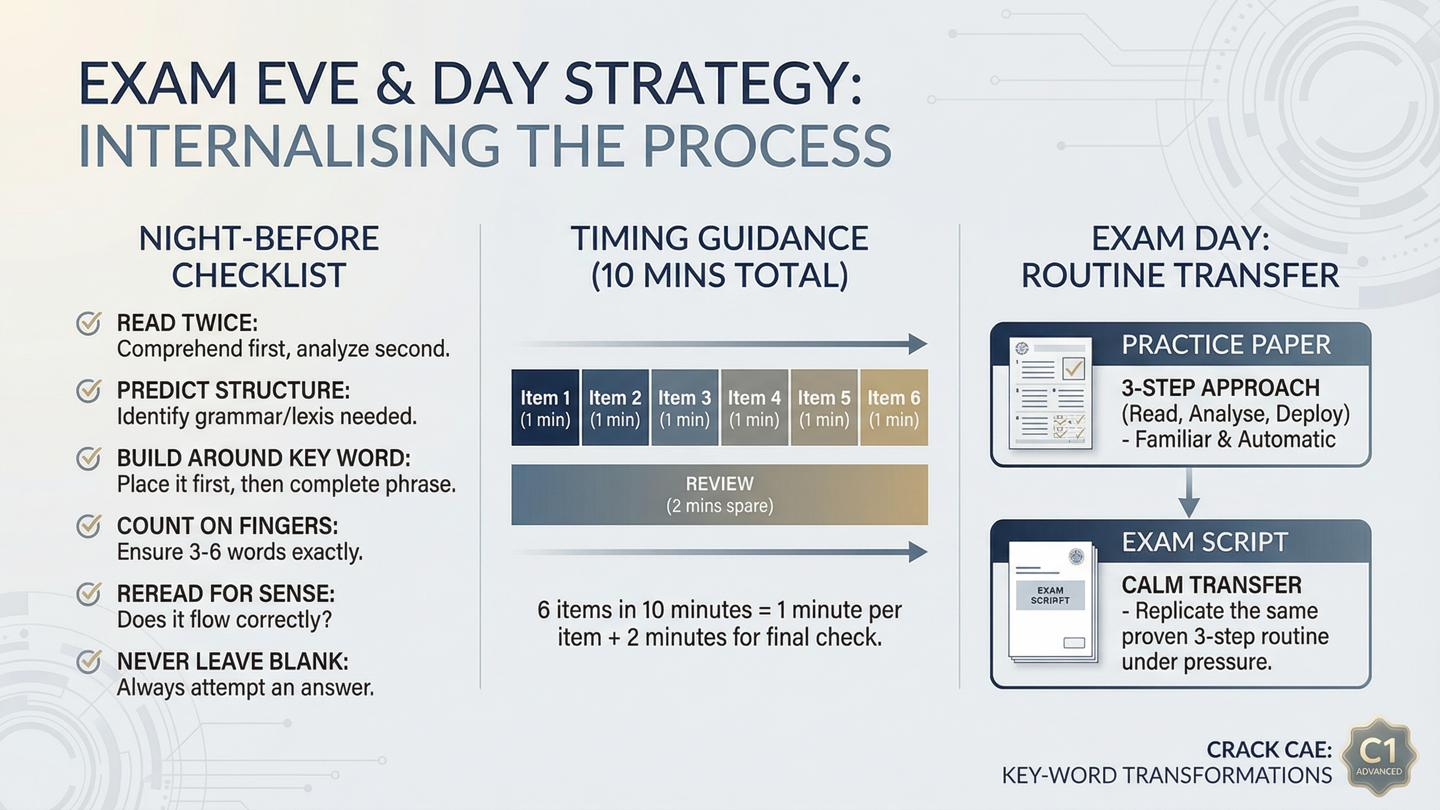 EXAM EVE & DAY STRATEGY:
INTERNALISING THE PROCESS
NIGHT-BEFORE
CHECKLIST
READ TWICE:
Comprehend first, analyze second.
PREDICT STRUCTURE:
Identify grammar/lexis needed.
BUILD AROUND KEY WORD:
Place it first, then complete phrase.
COUNT ON FINGERS:
Ensure 3-6 words exactly.
REREAD FOR SENSE:
Does it flow correctly?
NEVER LEAVE BLANK:
Always attempt an answer.
TIMING GUIDANCE
(10 MINS TOTAL)
Item 1 Item 2 Item 3 Item 4 Item 5 Item 6
(1 min) (1 min) (1 min) (1 min) (1 min) (1 min)
REVIEW
(2 mins spare)
6 items in 10 minutes = 1 minute per
item + 2 minutes for final check.
EXAM DAY:
ROUTINE TRANSFER
PRACTICE PAPER
3-STEP APPROACH
(Read, Analyse, Deploy)
- Familiar & Automatic
EXAM SCRIPT
EXAM
CALM TRANSFER
- Replicate the same
proven 3-step routine
under pressure.
CRACK CAE:
KEY-WORD TRANSFORMATIONS
C1
ADVANCED